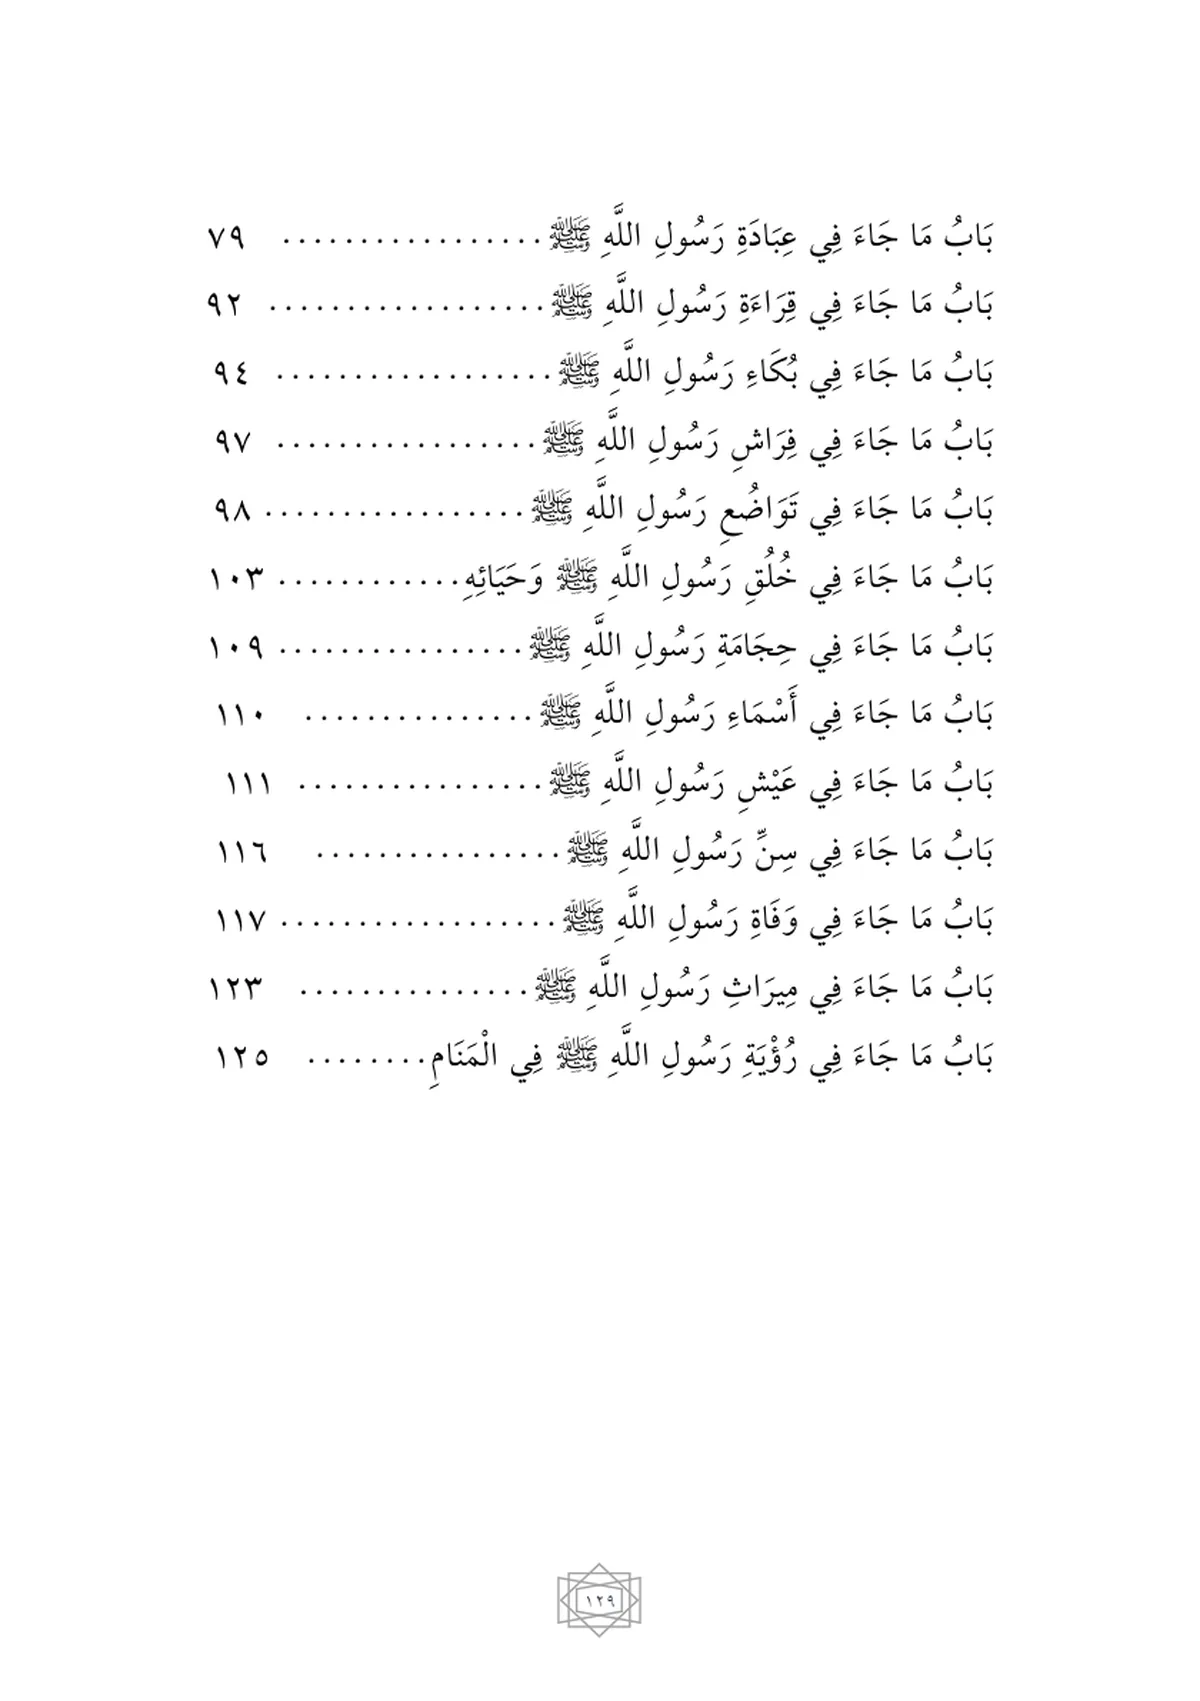 بَابُ مَا جَاءَ فِي عِبَادَةِ رَسُولِ اللَّهِ ﷺ ................. ٧٩
بَابُ مَا جَاءَ فِي قِرَاءَةِ رَسُولِ اللَّهِ ﷺ .................. ٩٢
بَابُ مَا جَاءَ فِي بُكَاءِ رَسُولِ اللَّهِ ﷺ .................. ٩٤
بَابُ مَا جَاءَ فِي فِرَاشِ رَسُولِ اللَّهِ ﷺ ................. ٩٧
بَابُ مَا جَاءَ فِي تَوَاضُعِ رَسُولِ اللَّهِ ﷺ ................. ٩٨
بَابُ مَا جَاءَ فِي خُلُقِ رَسُولِ اللَّهِ ﷺ وَحَيَائِهِ ............ ١٠٣
بَابُ مَا جَاءَ فِي حِجَامَةِ رَسُولِ اللَّهِ ﷺ ................ ١٠٩
بَابُ مَا جَاءَ فِي أَسْمَاءِ رَسُولِ اللَّهِ ﷺ ............... ١١٠
بَابُ مَا جَاءَ فِي عَيْشِ رَسُولِ اللَّهِ ﷺ ................ ١١١
بَابُ مَا جَاءَ فِي سِنِّ رَسُولِ اللَّهِ ﷺ ................ ١١٦
بَابُ مَا جَاءَ فِي وَفَاةِ رَسُولِ اللَّهِ ﷺ .................. ١١٧
بَابُ مَا جَاءَ فِي مِيرَاثِ رَسُولِ اللَّهِ ﷺ ............... ١٢٣
بَابُ مَا جَاءَ فِي رُؤْيَةِ رَسُولِ اللَّهِ ﷺ فِي الْمَنَامِ ........ ١٢٥
١٢٩